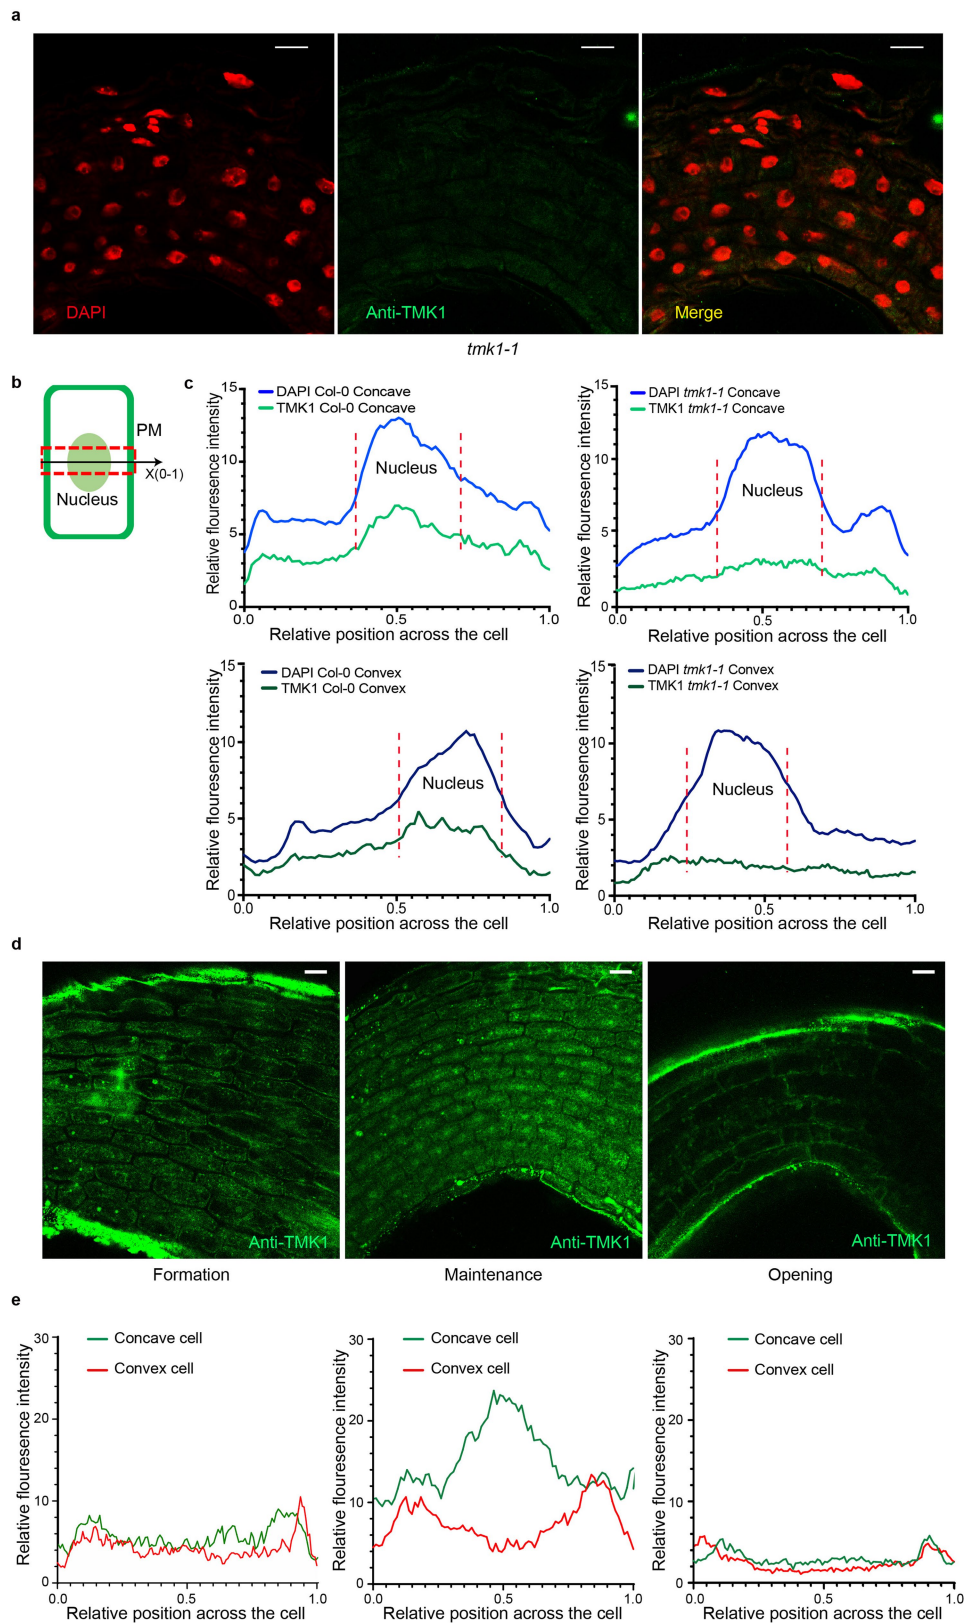 a
DAPI
Anti-TMK1
Merge
tmk1-1
b
PM
X(0-1)
Nucleus
c
15
10
5
0
0.0
0.5
1.0
Relative flouresence intensity
Relative position across the cell
DAPI Col-0 Concave
TMK1 Col-0 Concave
Nucleus
15
10
5
0
0.0
0.5
1.0
Relative flouresence intensity
Relative position across the cell
DAPI tmk1-1 Concave
TMK1 tmk1-1 Concave
Nucleus
15
10
5
0
0.0
0.5
1.0
Relative flouresence intensity
Relative position across the cell
DAPI Col-0 Convex
TMK1 Col-0 Convex
Nucleus
15
10
5
0
0.0
0.5
1.0
Relative flouresence intensity
Relative position across the cell
DAPI tmk1-1 Convex
TMK1 tmk1-1 Convex
Nucleus
d
Anti-TMK1
Anti-TMK1
Anti-TMK1
Formation
Maintenance
Opening
e
30
20
10
0
0.0
0.5
1.0
Relative flouresence intensity
Relative position across the cell
Concave cell
Convex cell
30
20
10
0
0.0
0.5
1.0
Relative flouresence intensity
Relative position across the cell
Concave cell
Convex cell
30
20
10
0
0.0
0.5
1.0
Relative flouresence intensity
Relative position across the cell
Concave cell
Convex cell